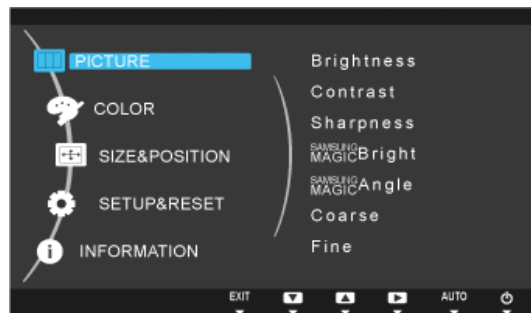 PICTURE
COLOR
SIZE&POSITION
SETUP&RESET
INFORMATION
Brightness
Contrast
Sharpness
SAMSUNG
MAGICBright
SAMSUNG
MAGICAngle
Coarse
Fine
EXIT
AUTO